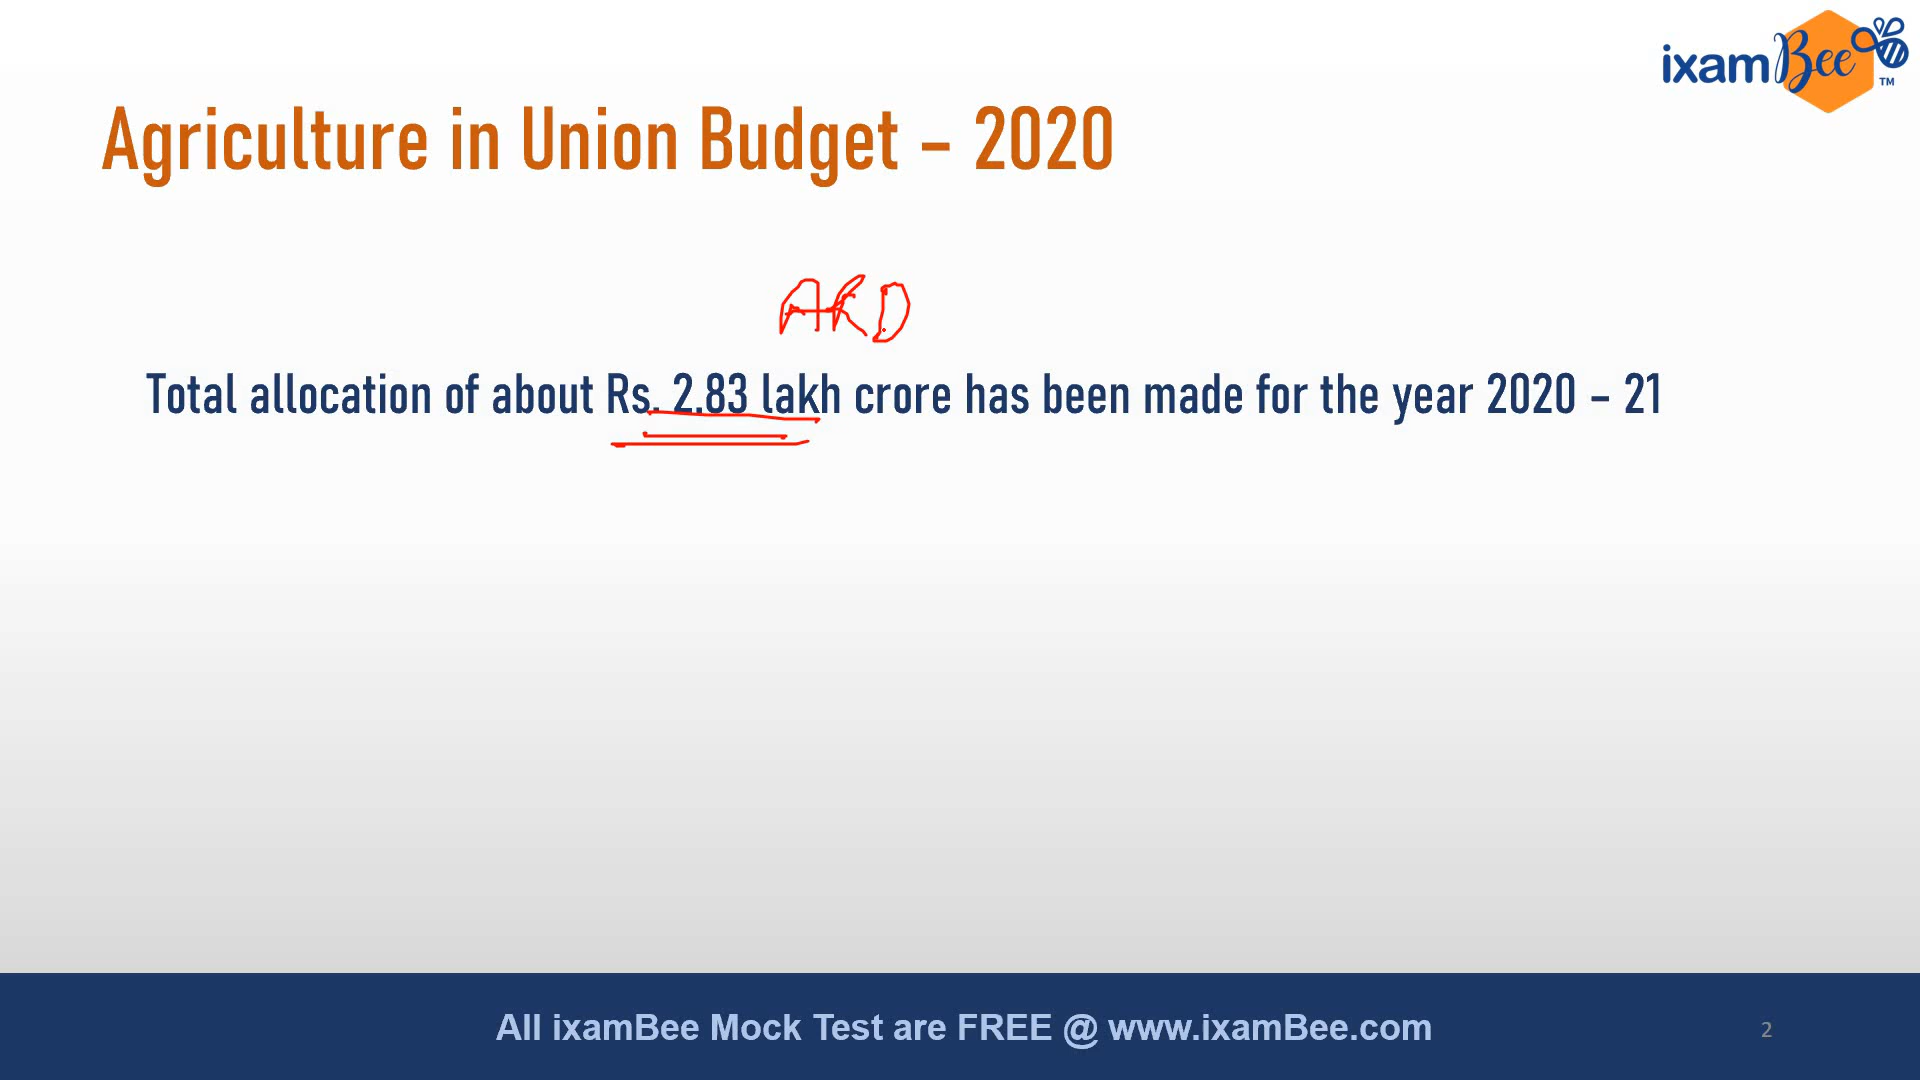 ixamBee TM
Agriculture in Union Budget – 2020
ARD
Total allocation of about Rs. 2.83 lakh crore has been made for the year 2020 – 21
All ixamBee Mock Test are FREE @ www.ixamBee.com
2